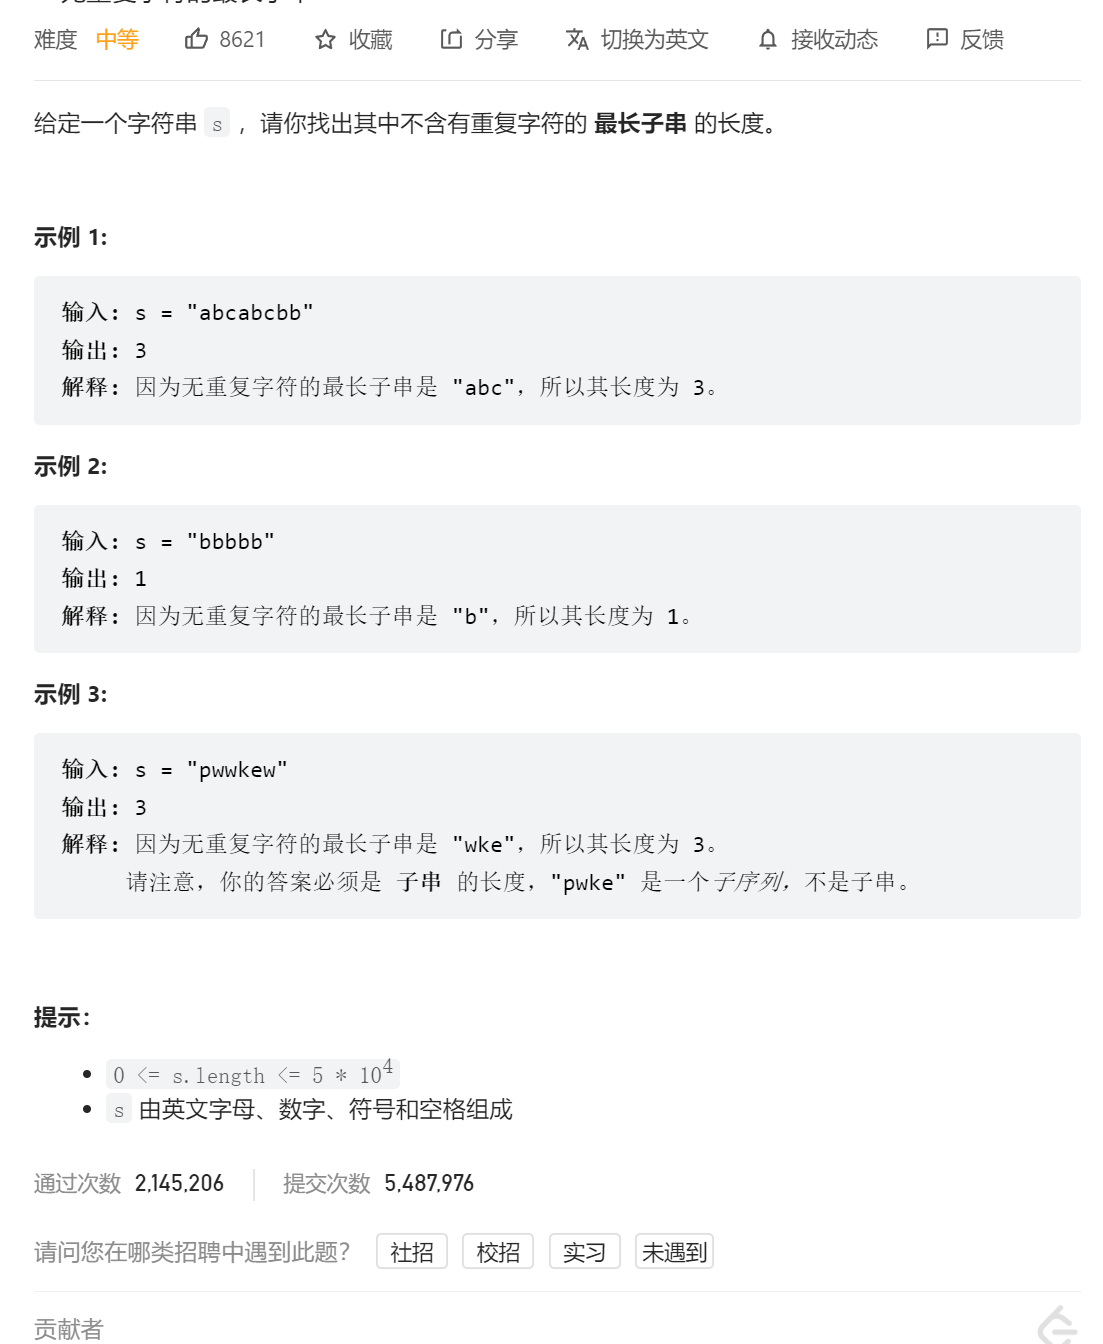 难度 中等 8621 收藏 分享 切换为英文 接收动态 反馈
给定一个字符串 s ，请你找出其中不含有重复字符的 最长子串 的长度。
示例 1:
输入: s = "abcabcbb"
输出: 3
解释: 因为无重复字符的最长子串是 "abc"，所以其长度为 3。
示例 2:
输入: s = "bbbbb"
输出: 1
解释: 因为无重复字符的最长子串是 "b"，所以其长度为 1。
示例 3:
输入: s = "pwwkew"
输出: 3
解释: 因为无重复字符的最长子串是 "wke"，所以其长度为 3。
请注意，你的答案必须是 子串 的长度，"pwke" 是一个子序列，不是子串。
提示：
0 <= s.length <= 5 * 10⁴
s 由英文字母、数字、符号和空格组成
通过次数 2,145,206 提交次数 5,487,976
请问您在哪类招聘中遇到此题？ 社招 校招 实习 未遇到
贡献者